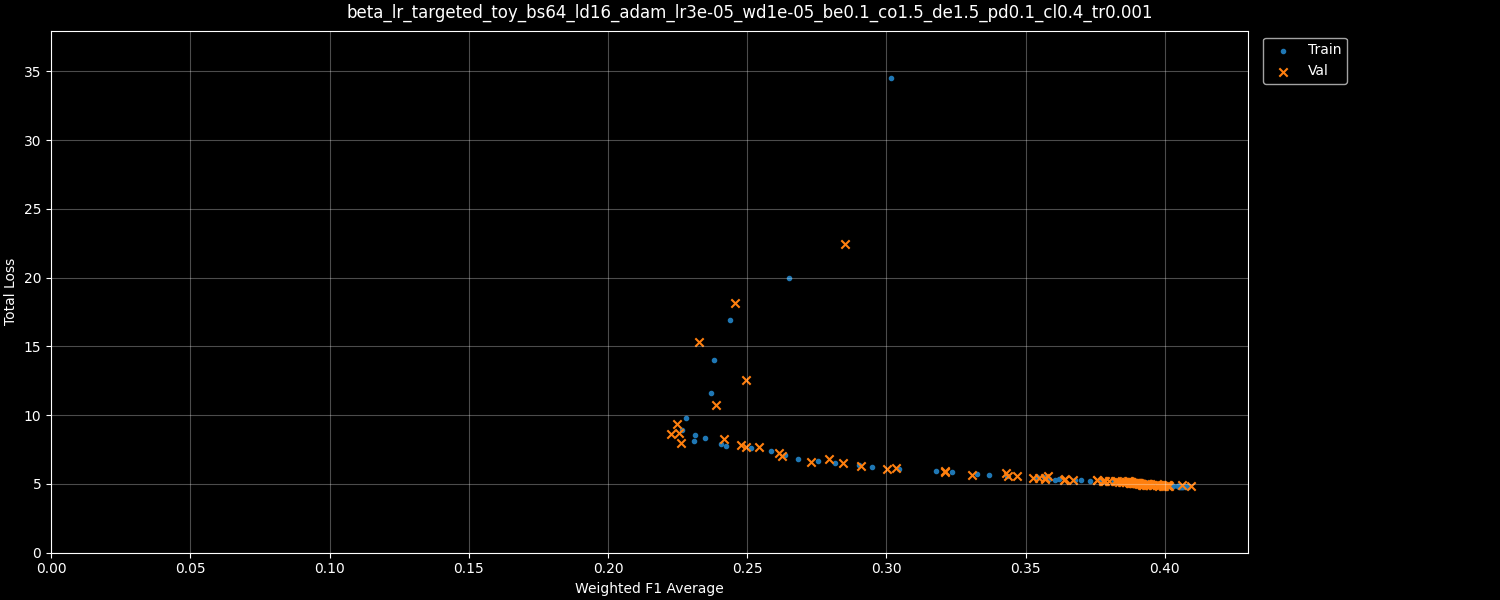 beta_lr_targeted_toy_bs64_ld16_adam_lr3e-05_wd1e-05_be0.1_co1.5_de1.5_pd0.1_cl0.4_tr0.001
Train
Val
Total Loss
35
30
25
20
15
10
5
0
0.00 0.05 0.10 0.15 0.20 0.25 0.30 0.35 0.40
Weighted F1 Average